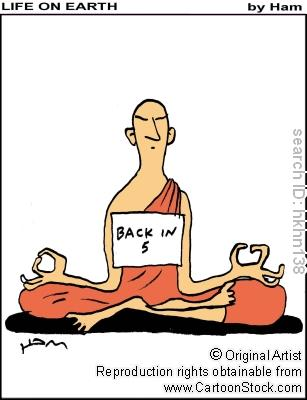 LIFE ON EARTH by Ham
BACK IN
5
Ham
© Original Artist
Reproduction rights obtainable from
www.CartoonStock.com
search ID: hkhn138